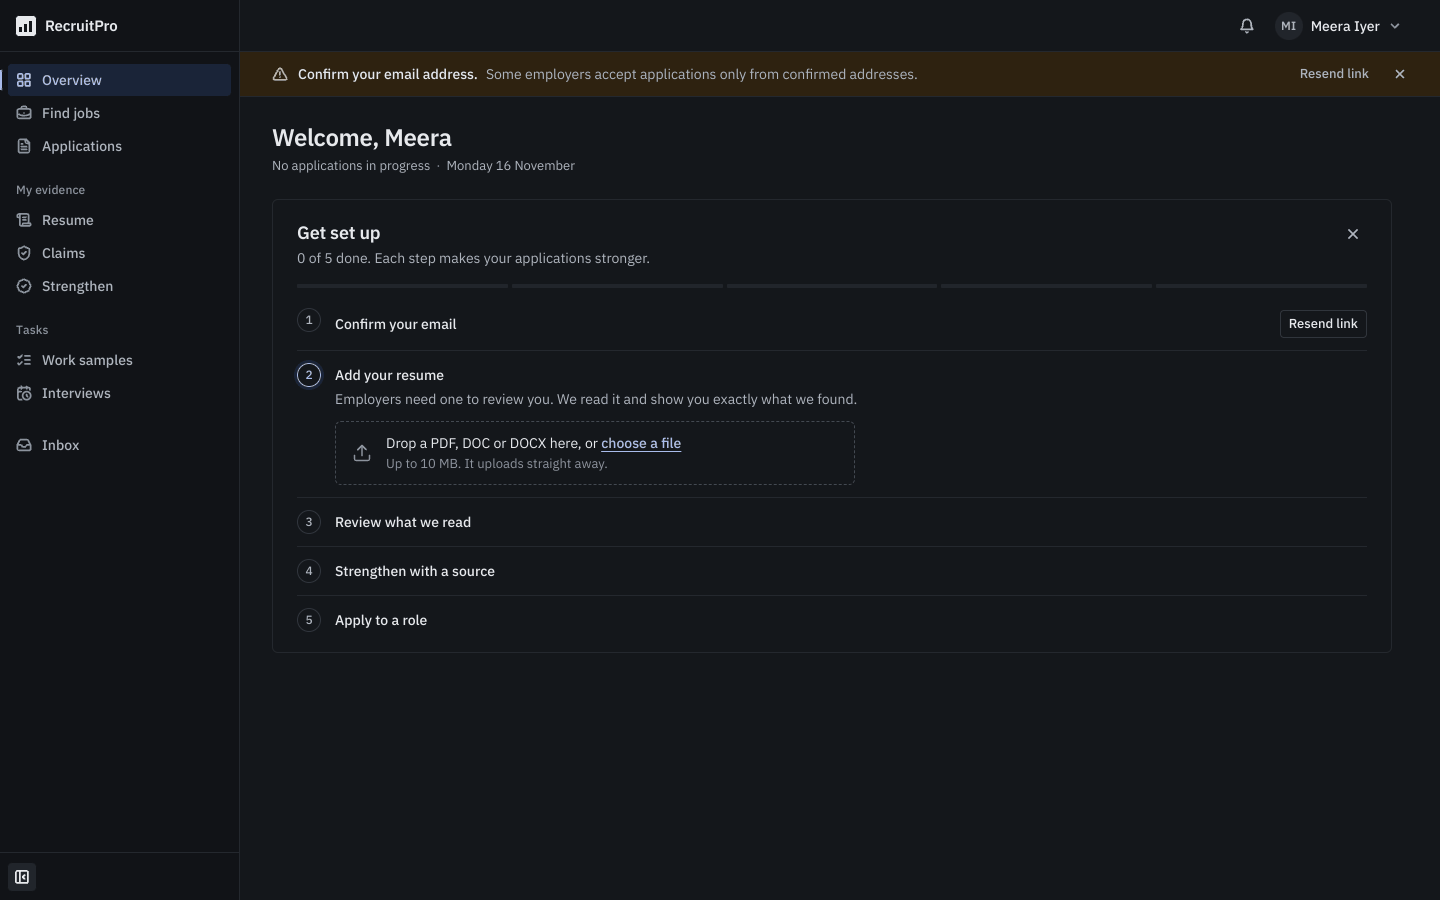 RecruitPro
MI Meera Iyer
Overview
Find jobs
Applications
My evidence
Resume
Claims
Strengthen
Tasks
Work samples
Interviews
Inbox
Confirm your email address. Some employers accept applications only from confirmed addresses. Resend link
Welcome, Meera
No applications in progress · Monday 16 November
Get set up
0 of 5 done. Each step makes your applications stronger.
1 Confirm your email Resend link
2 Add your resume
Employers need one to review you. We read it and show you exactly what we found.
Drop a PDF, DOC or DOCX here, or choose a file
Up to 10 MB. It uploads straight away.
3 Review what we read
4 Strengthen with a source
5 Apply to a role